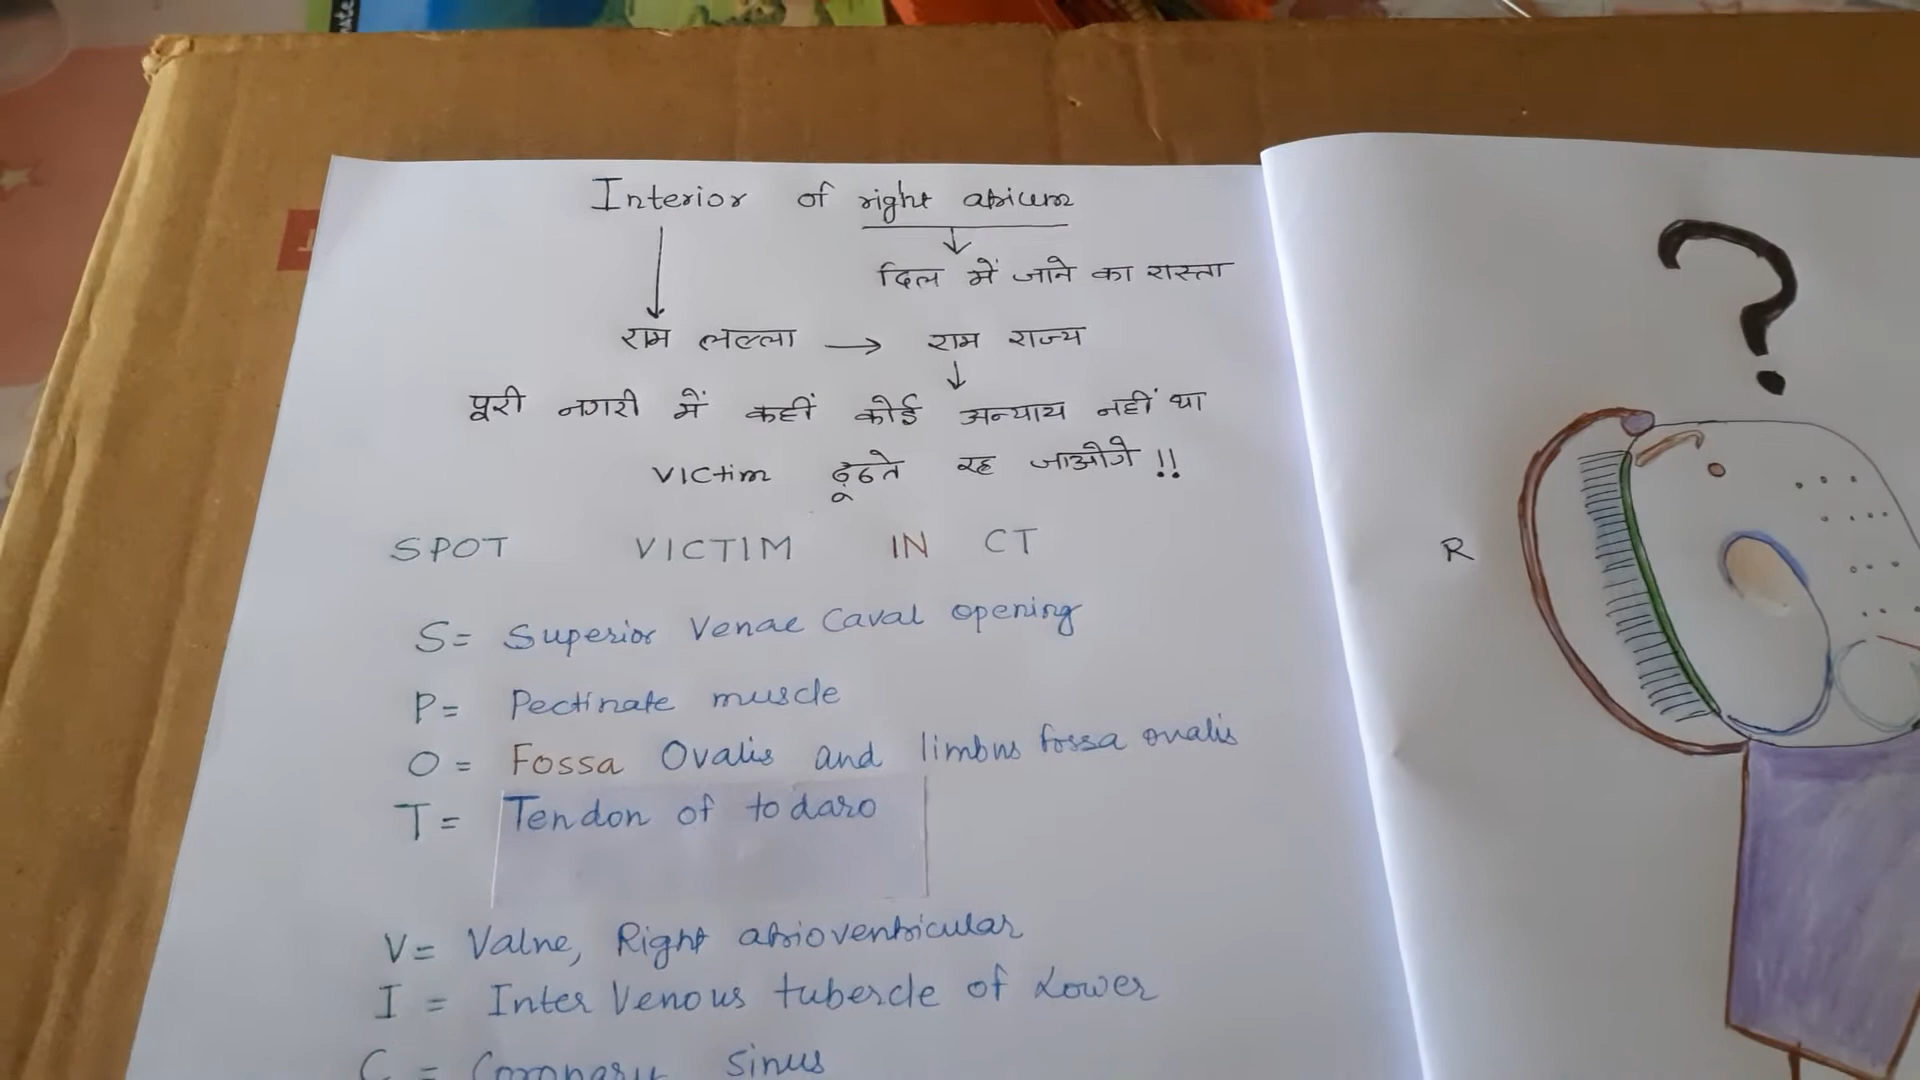 Interior of right atrium
दिल में जाने का रास्ता
राम लल्ला → राम राज्य
पूरी नगरी में कहीं कोई अन्याय नहीं था
VICtim ढूढते रह जाओगे !!
SPOT VICTIM IN CT
S= Superior Venae Caval opening
P= Pectinate muscle
O= Fossa Ovalis and limbus fossa ovalis
T= Tendon of todaro
V= Valve, Right atrioventricular
I = Inter Venous tubercle of Lower
C = Coronary sinus
?
R